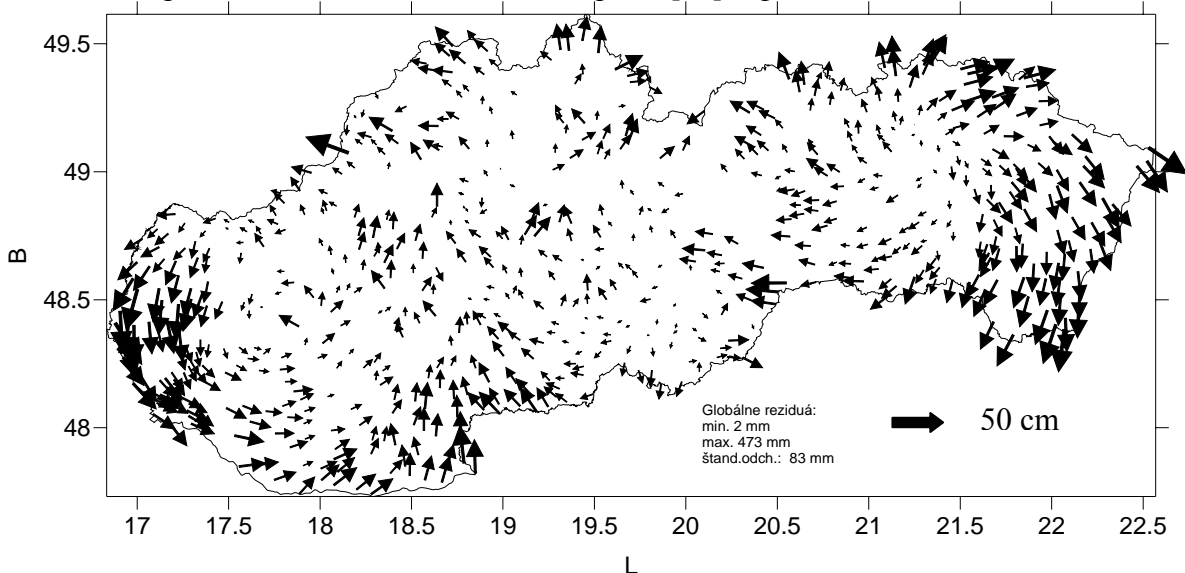 49.5
49
48.5
48
B
Globálne reziduá:
min. 2 mm
max. 473 mm
štand.odch.: 83 mm
50 cm
17 17.5 18 18.5 19 19.5 20 20.5 21 21.5 22 22.5
L